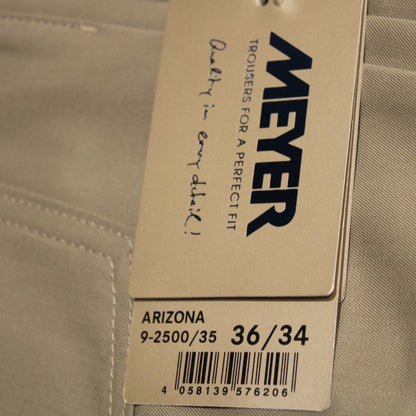 MEYER
TROUSERS FOR A PERFECT FIT
Quality in every detail!
ARIZONA
9-2500/35 36/34
4 058139 576206